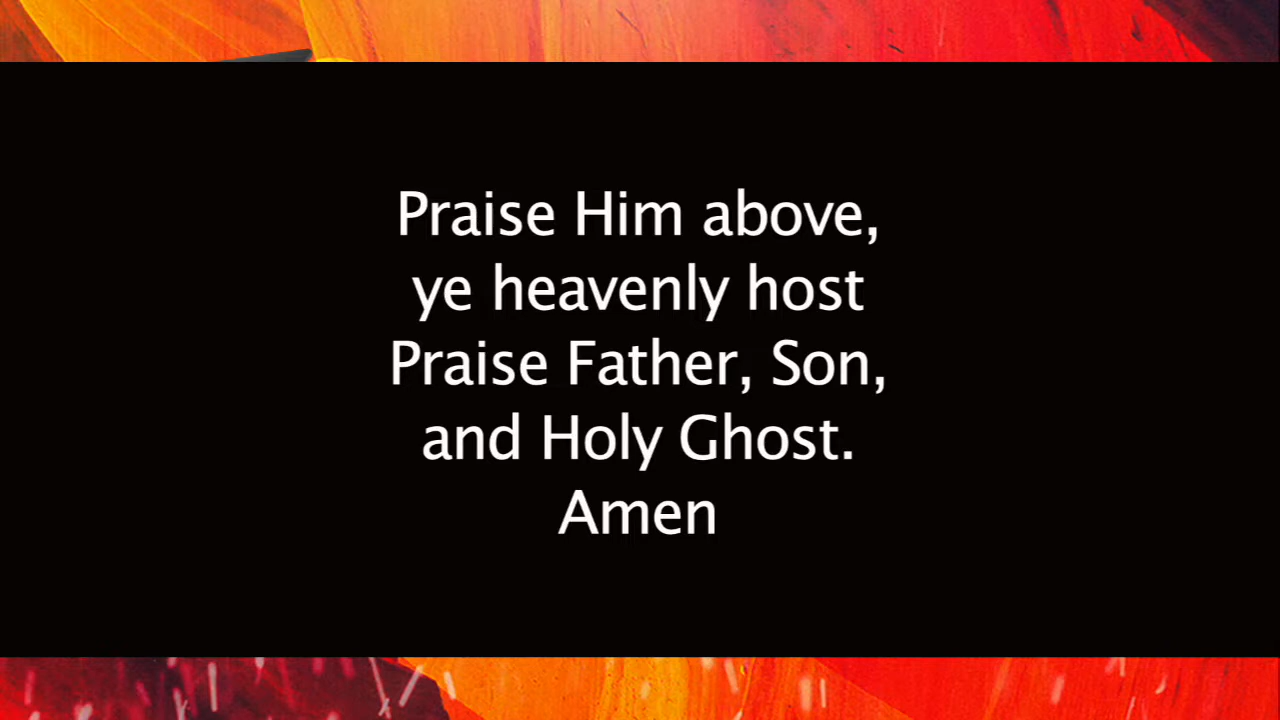 Praise Him above,
ye heavenly host
Praise Father, Son,
and Holy Ghost.
Amen